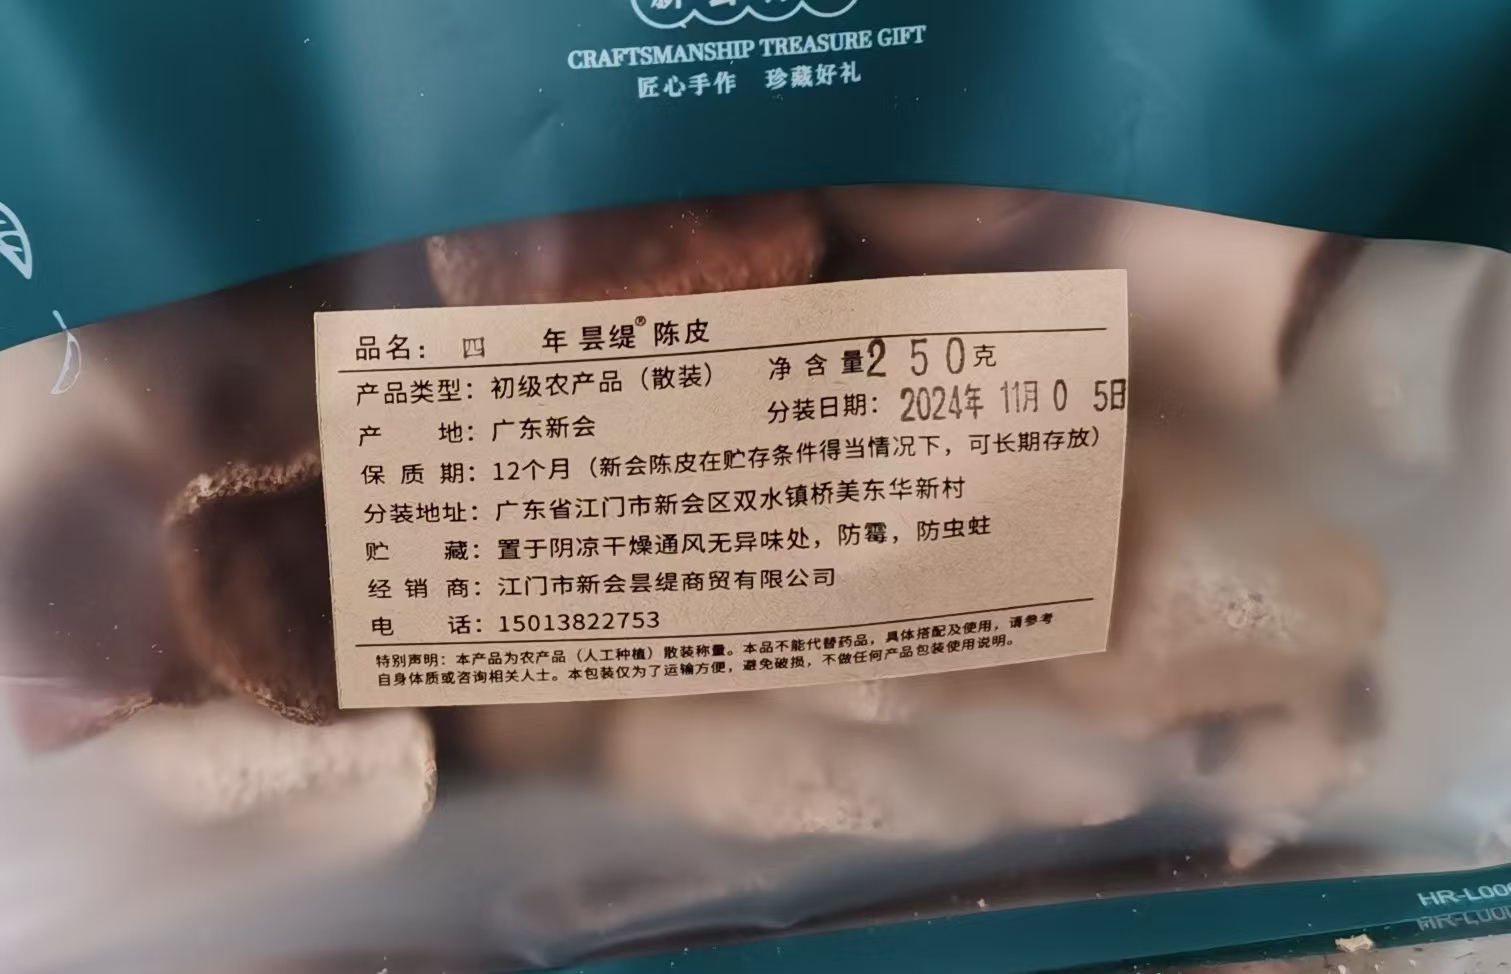 CRAFTSMANSHIP TREASURE GIFT
匠心手作 珍藏好礼
品名： 四 年昙缇®陈皮
产品类型：初级农产品（散装） 净含量250克
产 地：广东新会 分装日期：2024年 11月 0 5日
保质期：12个月（新会陈皮在贮存条件得当情况下，可长期存放）
分装地址：广东省江门市新会区双水镇桥美东华新村
贮 藏：置于阴凉干燥通风无异味处，防霉，防虫蛀
经销商：江门市新会昙缇商贸有限公司
电 话：15013822753
特别声明：本产品为农产品（人工种植）散装称量。本品不能代替药品，具体搭配及使用，请参考
自身体质或咨询相关人士。本包装仅为了运输方便，避免破损，不做任何产品包装使用说明。